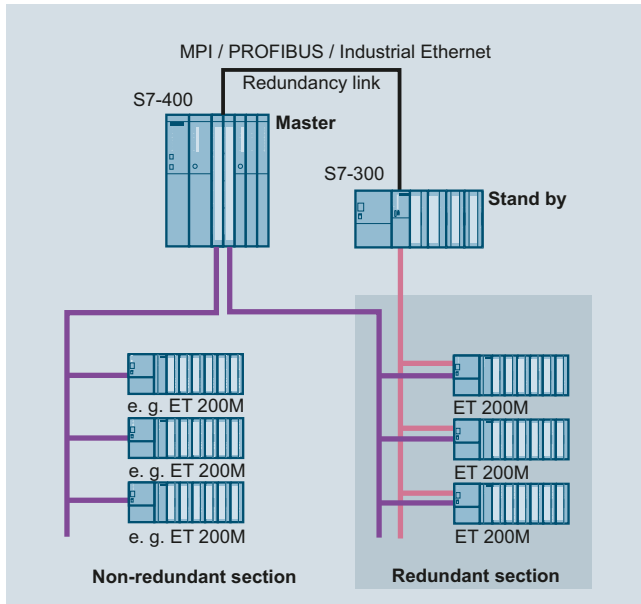 MPI / PROFIBUS / Industrial Ethernet
Redundancy link
S7-400
Master
S7-300
Stand by
e. g. ET 200M
ET 200M
e. g. ET 200M
ET 200M
e. g. ET 200M
ET 200M
Non-redundant section
Redundant section